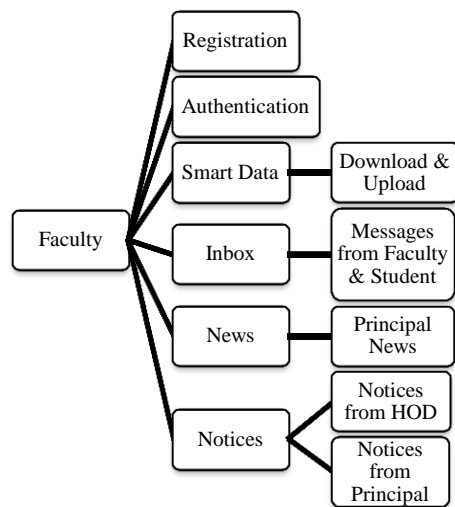 Registration
Authentication
Smart Data
Download &
Upload
Faculty
Inbox
Messages
from Faculty
& Student
News
Principal
News
Notices
Notices
from HOD
Notices
from
Principal